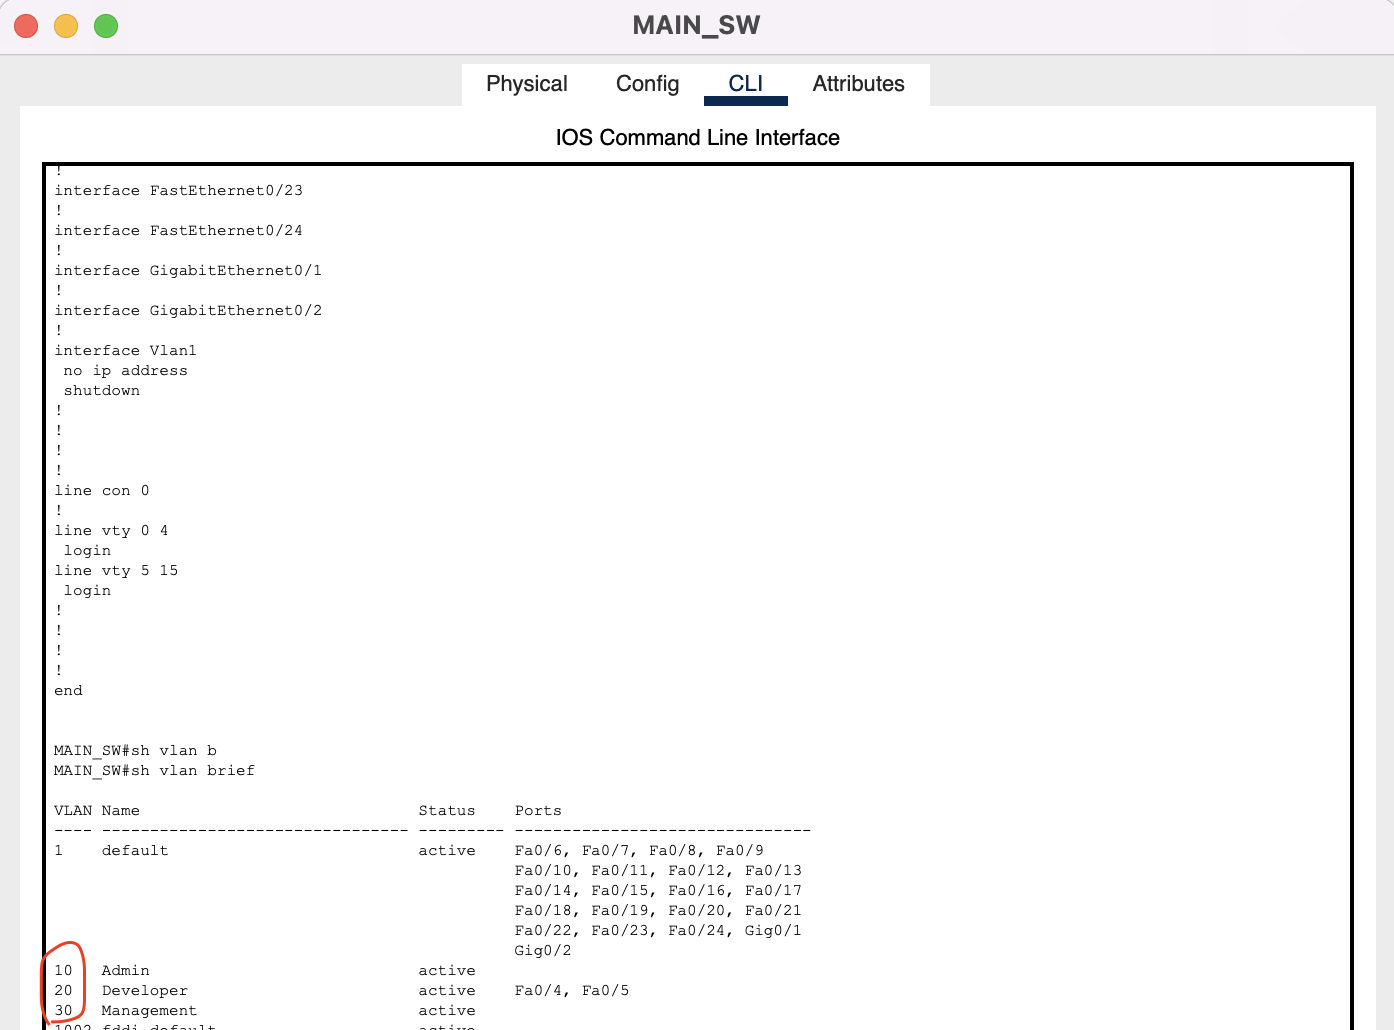 MAIN_SW
Physical Config CLI Attributes
IOS Command Line Interface
!
interface FastEthernet0/23
!
interface FastEthernet0/24
!
interface GigabitEthernet0/1
!
interface GigabitEthernet0/2
!
interface Vlan1
 no ip address
 shutdown
!
!
!
!
line con 0
!
line vty 0 4
 login
line vty 5 15
 login
!
!
!
!
end
MAIN_SW#sh vlan b
MAIN_SW#sh vlan brief
VLAN Name                             Status    Ports
---- -------------------------------- --------- -------------------------------
1    default                          active    Fa0/6, Fa0/7, Fa0/8, Fa0/9
                                                Fa0/10, Fa0/11, Fa0/12, Fa0/13
                                                Fa0/14, Fa0/15, Fa0/16, Fa0/17
                                                Fa0/18, Fa0/19, Fa0/20, Fa0/21
                                                Fa0/22, Fa0/23, Fa0/24, Gig0/1
                                                Gig0/2
10   Admin                            active
20   Developer                        active    Fa0/4, Fa0/5
30   Management                       active
1002 fddi-default                     active